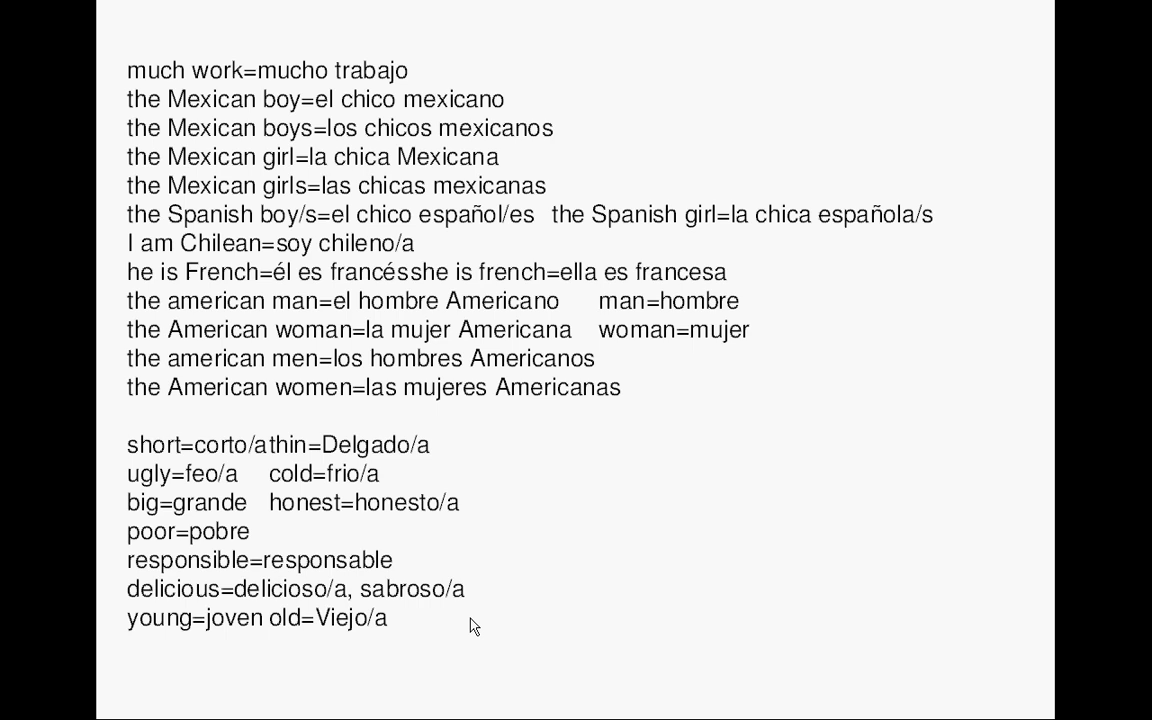 much work=mucho trabajo
the Mexican boy=el chico mexicano
the Mexican boys=los chicos mexicanos
the Mexican girl=la chica Mexicana
the Mexican girls=las chicas mexicanas
the Spanish boy/s=el chico español/es the Spanish girl=la chica española/s
I am Chilean=soy chileno/a
he is French=él es francésshe is french=ella es francesa
the american man=el hombre Americano man=hombre
the American woman=la mujer Americana woman=mujer
the american men=los hombres Americanos
the American women=las mujeres Americanas
short=corto/athin=Delgado/a
ugly=feo/a cold=frio/a
big=grande honest=honesto/a
poor=pobre
responsible=responsable
delicious=delicioso/a, sabroso/a
young=joven old=Viejo/a